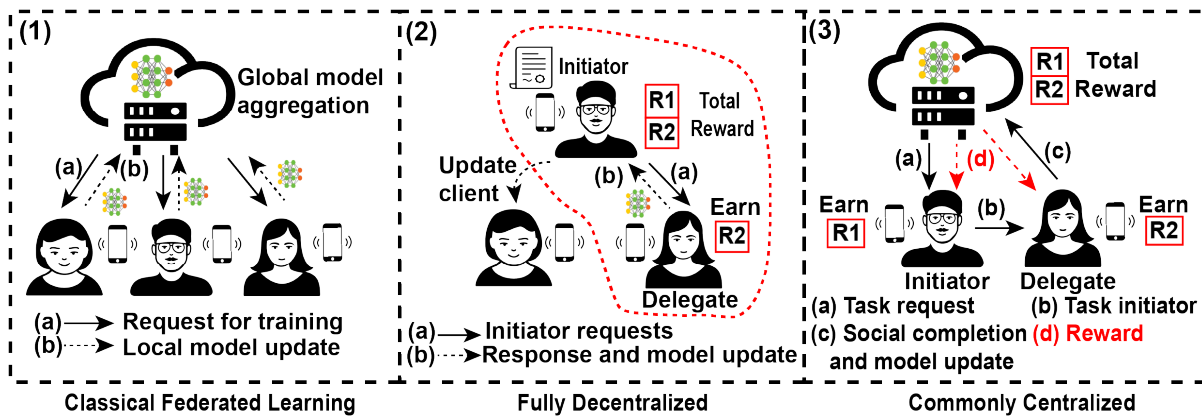 (1)
Global model
aggregation
(a)
(b)
(a) Request for training
(b) Local model update
Classical Federated Learning
(2)
Initiator
R1
R2
Total
Reward
Update
client
(b)
(a)
Earn
R2
Delegate
(a) Initiator requests
(b) Response and model update
Fully Decentralized
(3)
R1 Total
R2 Reward
(a)
(d)
(c)
Earn
R1
(b)
Earn
R2
Initiator
Delegate
(a) Task request (b) Task initiator
(c) Social completion (d) Reward
and model update
Commonly Centralized